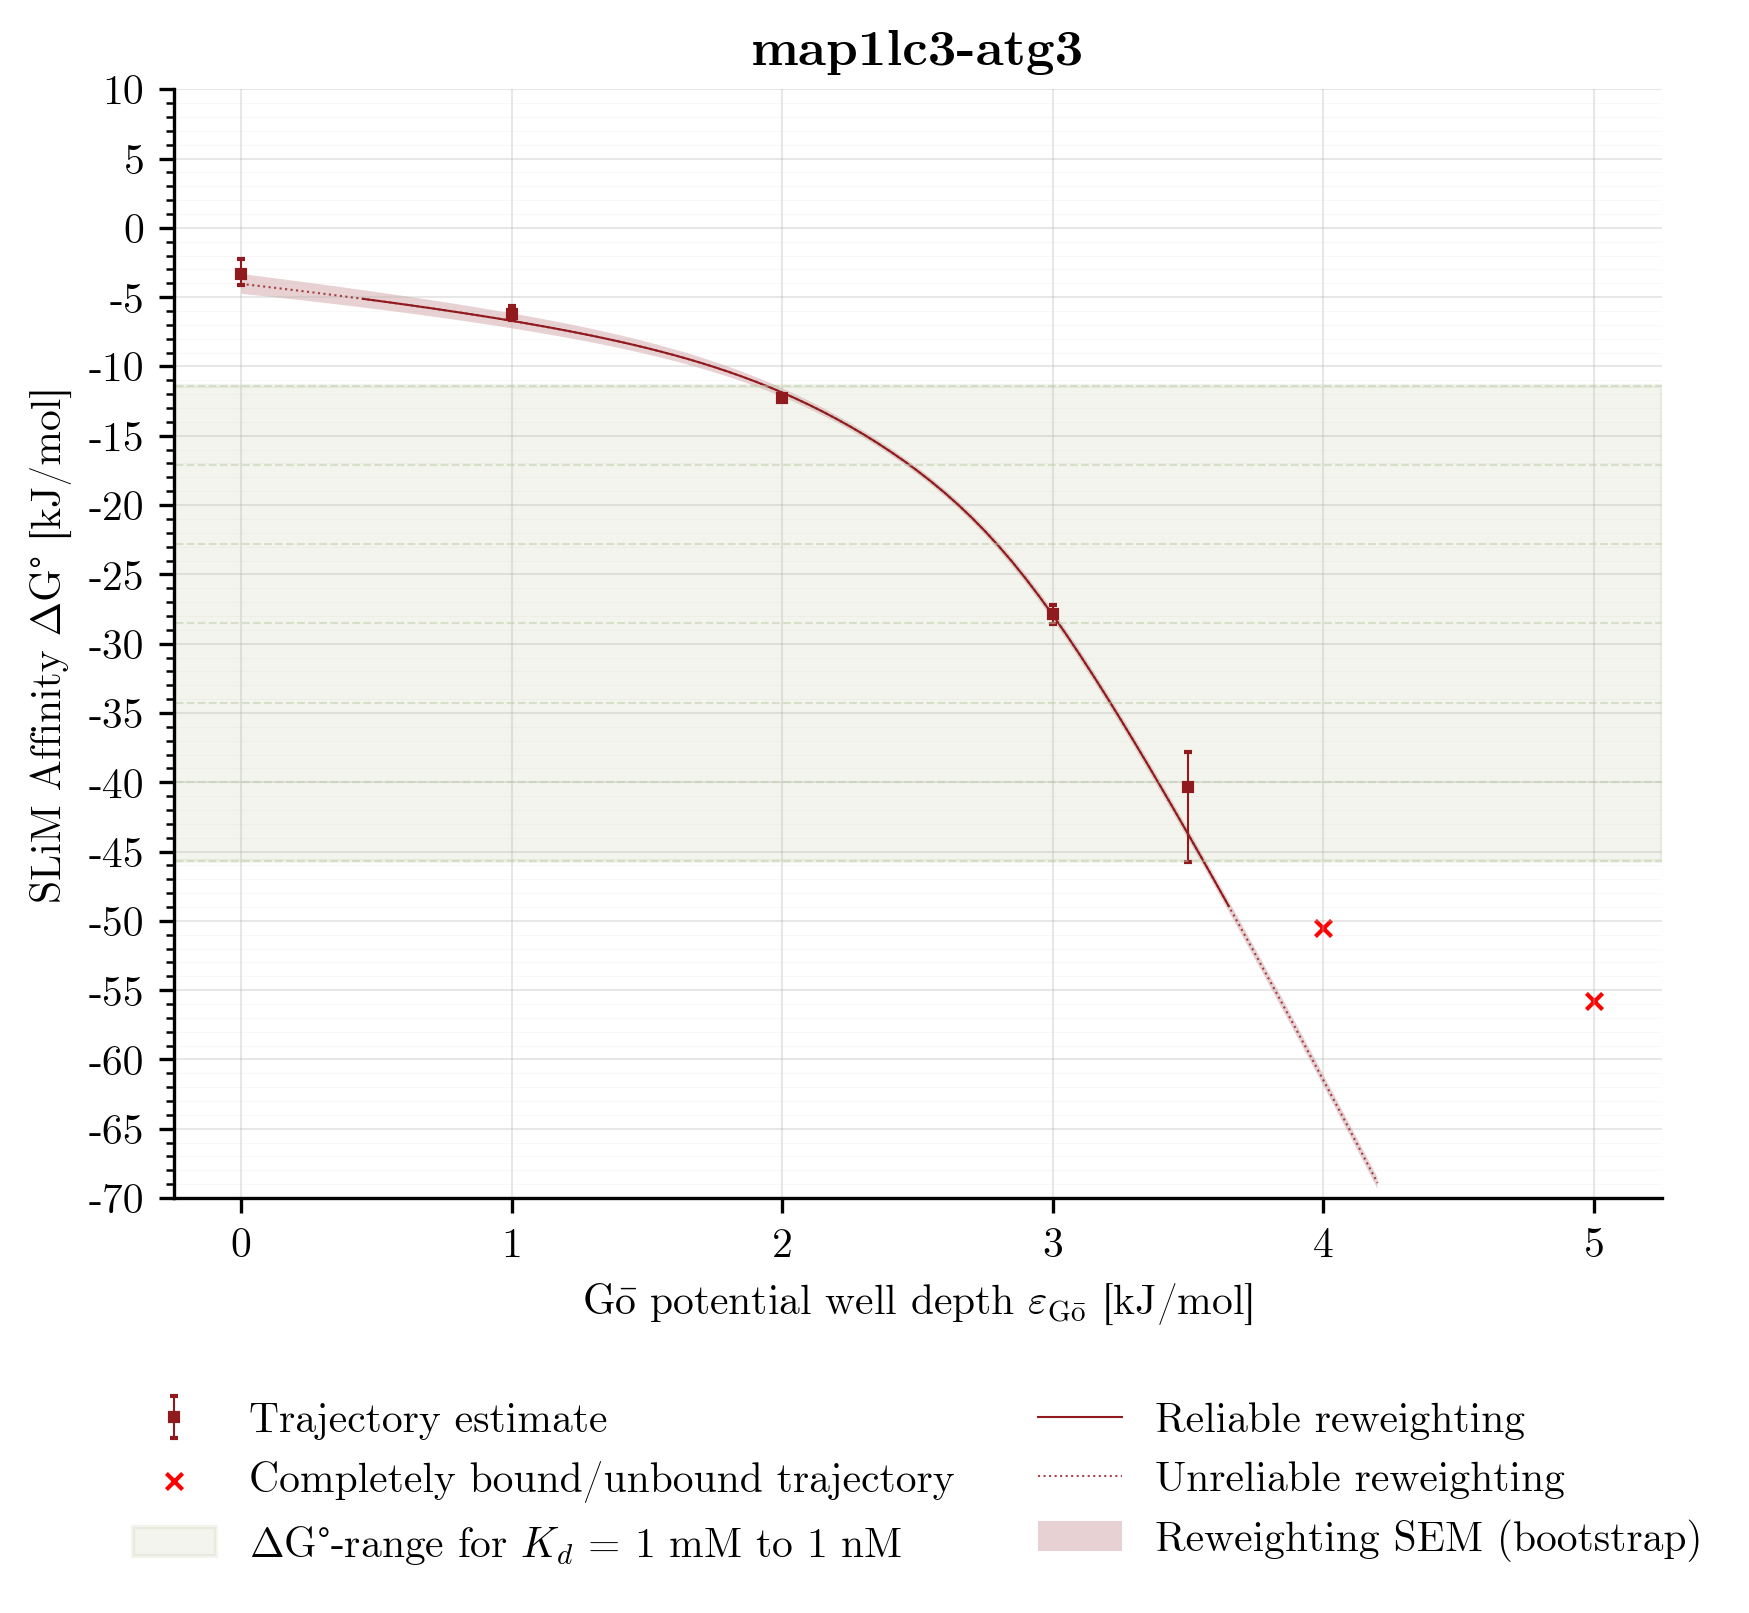 map1lc3-atg3
SLiM Affinity ΔG° [kJ/mol]
10
5
0
-5
-10
-15
-20
-25
-30
-35
-40
-45
-50
-55
-60
-65
-70
0 1 2 3 4 5
Gō potential well depth ε_Gō [kJ/mol]
Trajectory estimate
Completely bound/unbound trajectory
ΔG°-range for K_d = 1 mM to 1 nM
Reliable reweighting
Unreliable reweighting
Reweighting SEM (bootstrap)